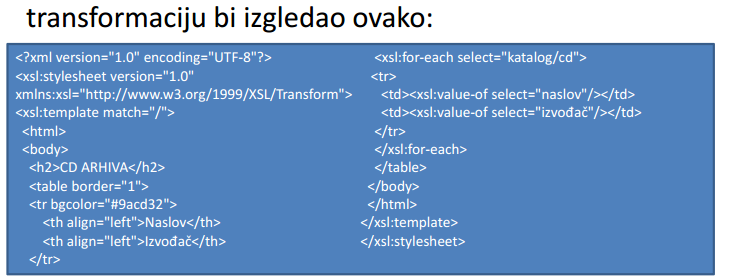 transformaciju bi izgledao ovako:
<?xml version="1.0" encoding="UTF-8"?>
<xsl:stylesheet version="1.0"
xmlns:xsl="http://www.w3.org/1999/XSL/Transform">
<xsl:template match="/">
<html>
<body>
<h2>CD ARHIVA</h2>
<table border="1">
<tr bgcolor="#9acd32">
<th align="left">Naslov</th>
<th align="left">Izvođač</th>
</tr>
<xsl:for-each select="katalog/cd">
<tr>
<td><xsl:value-of select="naslov"/></td>
<td><xsl:value-of select="izvođač"/></td>
</tr>
</xsl:for-each>
</table>
</body>
</html>
</xsl:template>
</xsl:stylesheet>